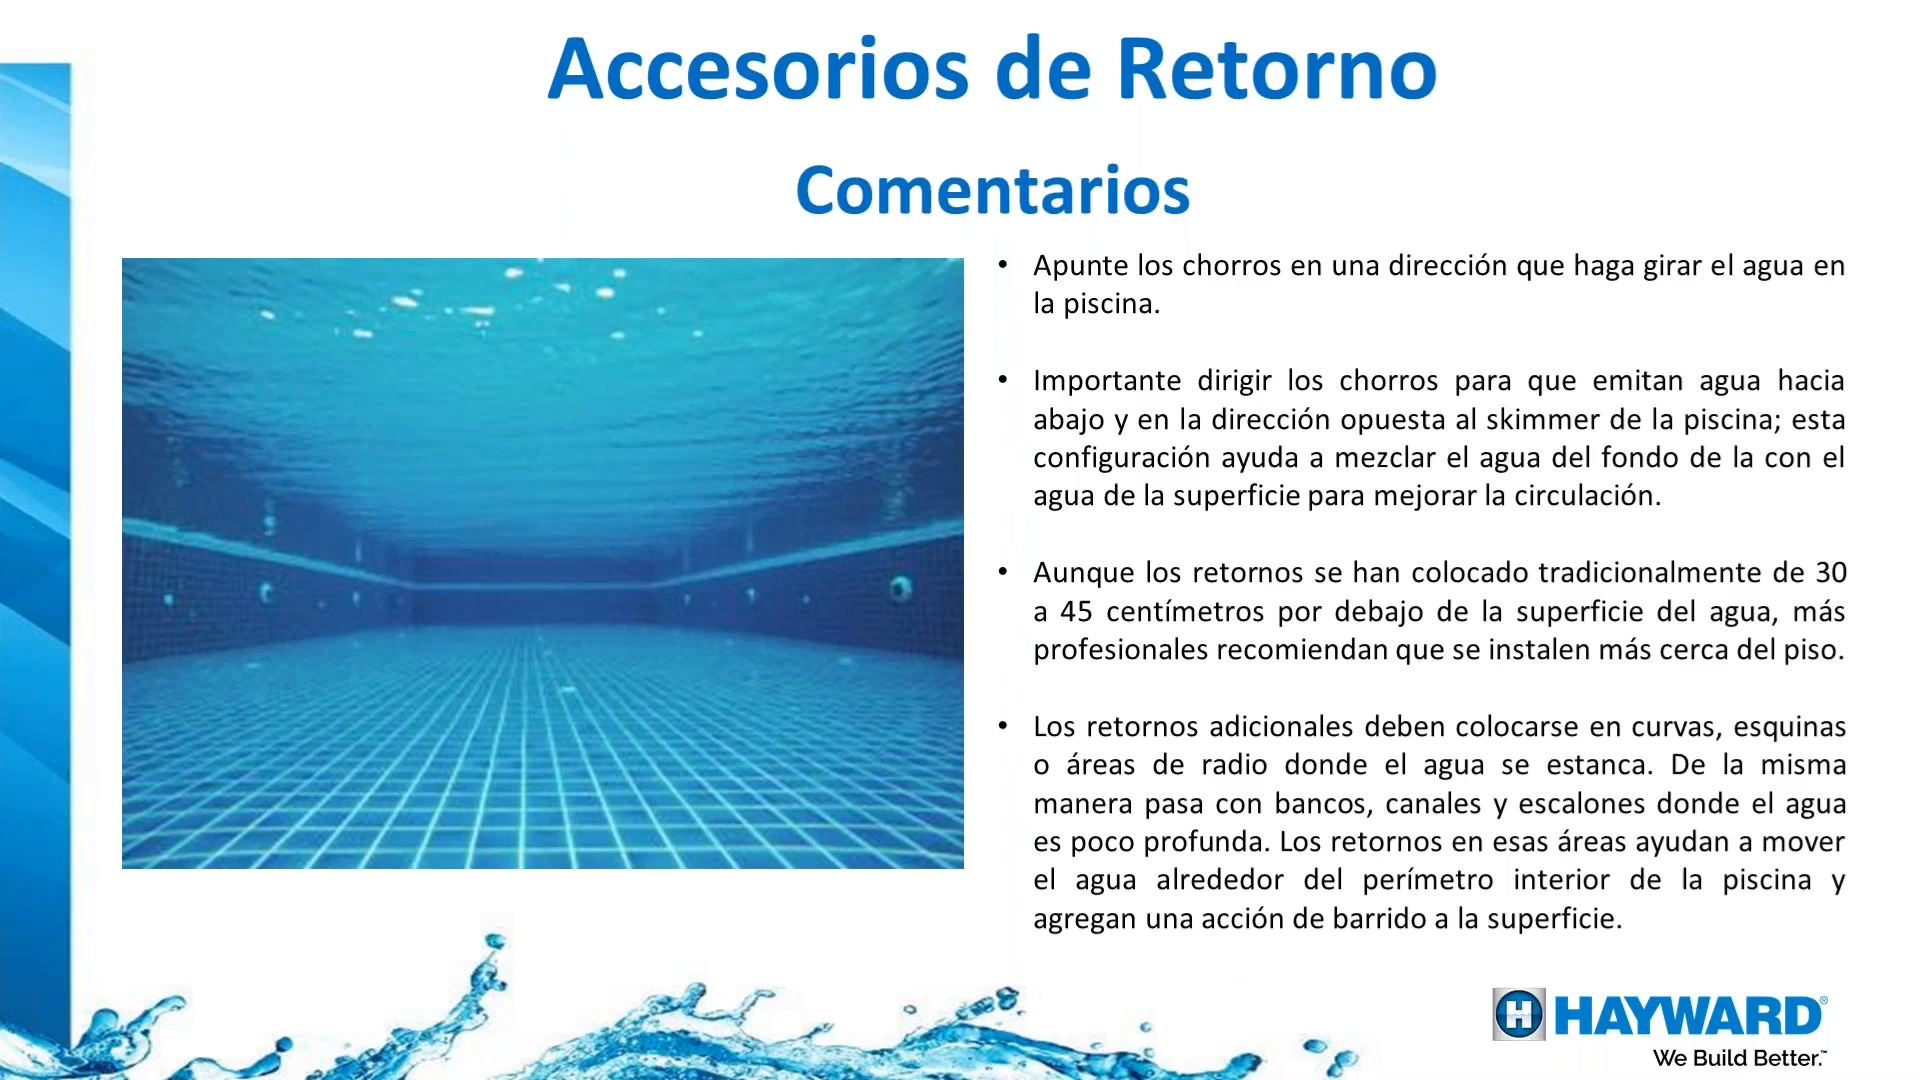 Accesorios de Retorno
Comentarios
• Apunte los chorros en una dirección que haga girar el agua en
la piscina.
• Importante dirigir los chorros para que emitan agua hacia
abajo y en la dirección opuesta al skimmer de la piscina; esta
configuración ayuda a mezclar el agua del fondo de la con el
agua de la superficie para mejorar la circulación.
• Aunque los retornos se han colocado tradicionalmente de 30
a 45 centímetros por debajo de la superficie del agua, más
profesionales recomiendan que se instalen más cerca del piso.
• Los retornos adicionales deben colocarse en curvas, esquinas
o áreas de radio donde el agua se estanca. De la misma
manera pasa con bancos, canales y escalones donde el agua
es poco profunda. Los retornos en esas áreas ayudan a mover
el agua alrededor del perímetro interior de la piscina y
agregan una acción de barrido a la superficie.
H HAYWARD®
We Build Better.™